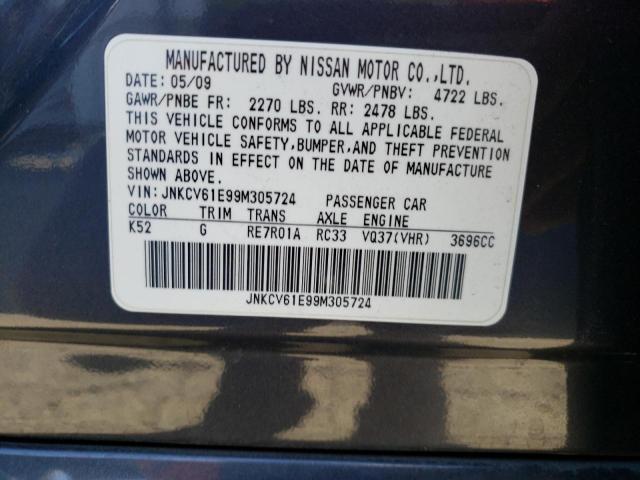 MANUFACTURED BY NISSAN MOTOR CO.,LTD.
DATE: 05/09 GVWR/PNBV: 4722 LBS.
GAWR/PNBE FR: 2270 LBS. RR: 2478 LBS.
THIS VEHICLE CONFORMS TO ALL APPLICABLE FEDERAL
MOTOR VEHICLE SAFETY,BUMPER,AND THEFT PREVENTION
STANDARDS IN EFFECT ON THE DATE OF MANUFACTURE
SHOWN ABOVE.
VIN: JNKCV61E99M305724 PASSENGER CAR
COLOR TRIM TRANS AXLE ENGINE
K52 G RE7R01A RC33 VQ37(VHR) 3696CC
JNKCV61E99M305724